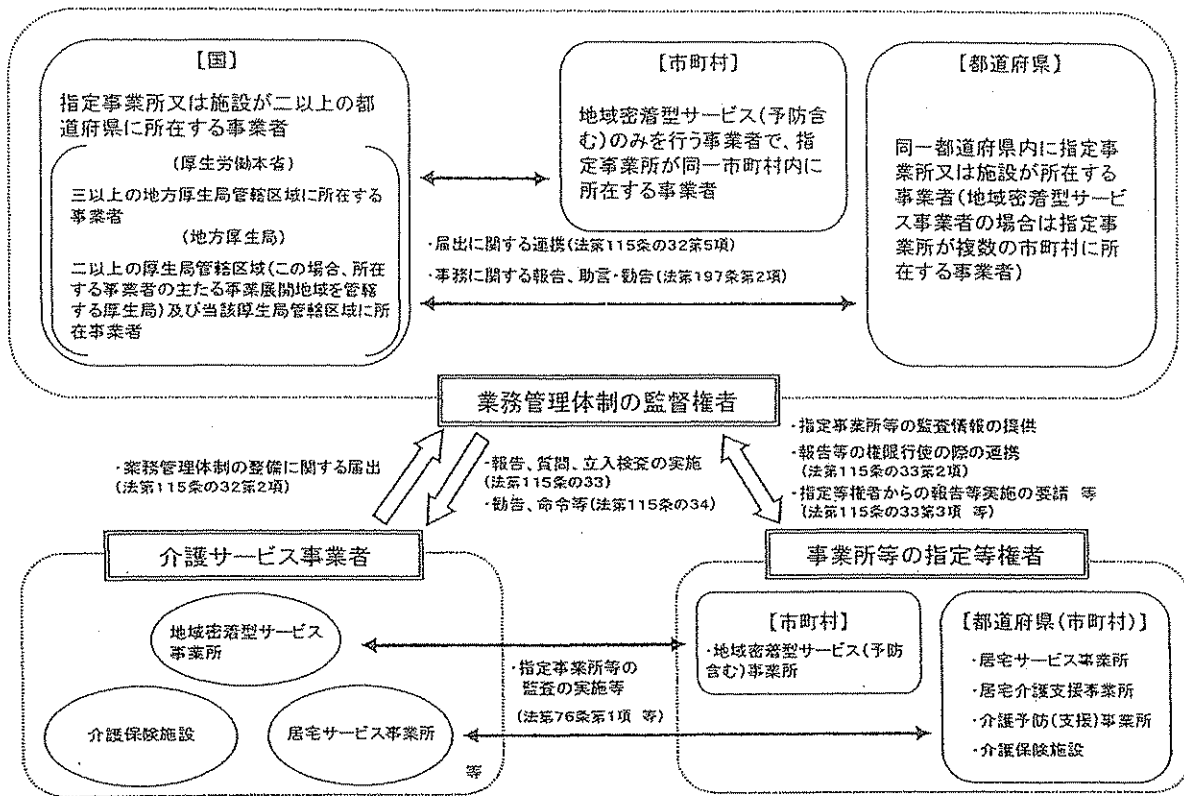 【国】
指定事業所又は施設が二以上の都
道府県に所在する事業者
(厚生労働本省)
三以上の地方厚生局管轄区域に所在する
事業者
(地方厚生局)
二以上の厚生局管轄区域(この場合、所在
する事業者の主たる事業展開地域を管轄
する厚生局)及び当該厚生局管轄区域に所
在事業者
【市町村】
地域密着型サービス(予防含
む)のみを行う事業者で、指
定事業所が同一市町村内に
所在する事業者
【都道府県】
同一都道府県内に指定事
業所又は施設が所在する
事業者(地域密着型サービ
ス事業者の場合は指定事
業所が複数の市町村に所
在する事業者)
・届出に関する連携(法第115条の32第5項)
・事務に関する報告、助言・勧告(法第197条第2項)
業務管理体制の監督権者
・業務管理体制の整備に関する届出
(法第115条の32第2項)
・報告、質問、立入検査の実施
(法第115条の33)
・勧告、命令等(法第115条の34)
・指定事業所等の監査情報の提供
・報告等の権限行使の際の連携
(法第115条の33第2項)
・指定等権者からの報告等実施の要請 等
(法第115条の33第3項 等)
介護サービス事業者
地域密着型サービス
事業所
介護保険施設
居宅サービス事業所
等
・指定事業所等の
監査の実施等
(法第76条第1項 等)
事業所等の指定等権者
【市町村】
・地域密着型サービス(予防
含む)事業所
【都道府県(市町村)】
・居宅サービス事業所
・居宅介護支援事業所
・介護予防(支援)事業所
・介護保険施設